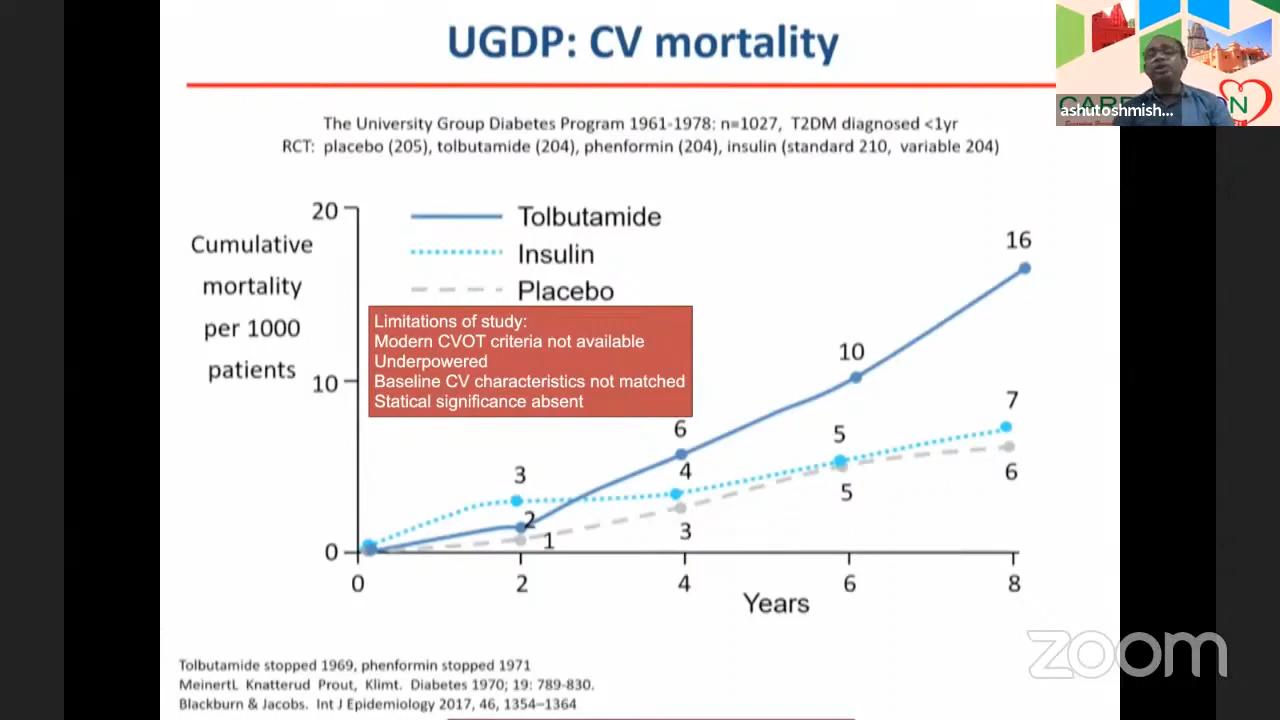 UGDP: CV mortality
The University Group Diabetes Program 1961-1978: n=1027, T2DM diagnosed <1yr
RCT: placebo (205), tolbutamide (204), phenformin (204), insulin (standard 210, variable 204)
ashutoshmish...
N
20
Cumulative
mortality
per 1000
patients
10
0
Tolbutamide
Insulin
Placebo
Limitations of study:
Modern CVOT criteria not available
Underpowered
Baseline CV characteristics not matched
Statical significance absent
16
10
7
6
5
4
6
3
5
2
3
1
0 2 4 6 8
Years
zoom
Tolbutamide stopped 1969, phenformin stopped 1971
MeinertL Knatterud Prout, Klimt. Diabetes 1970; 19: 789-830.
Blackburn & Jacobs. Int J Epidemiology 2017, 46, 1354–1364